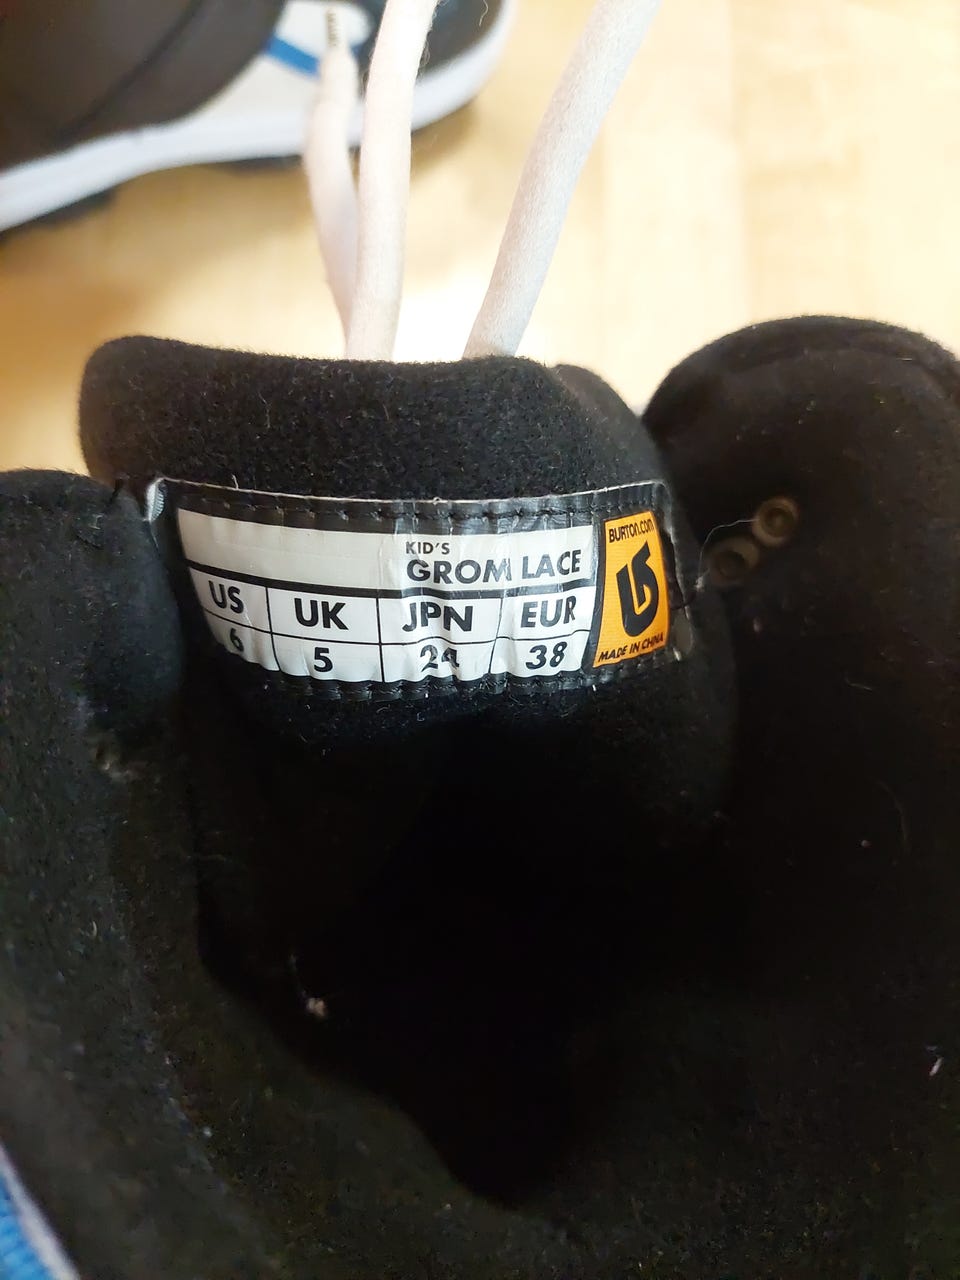 KID'S
GROM LACE
US UK JPN EUR
6 5 24 38
BURTON.COM
MADE IN CHINA